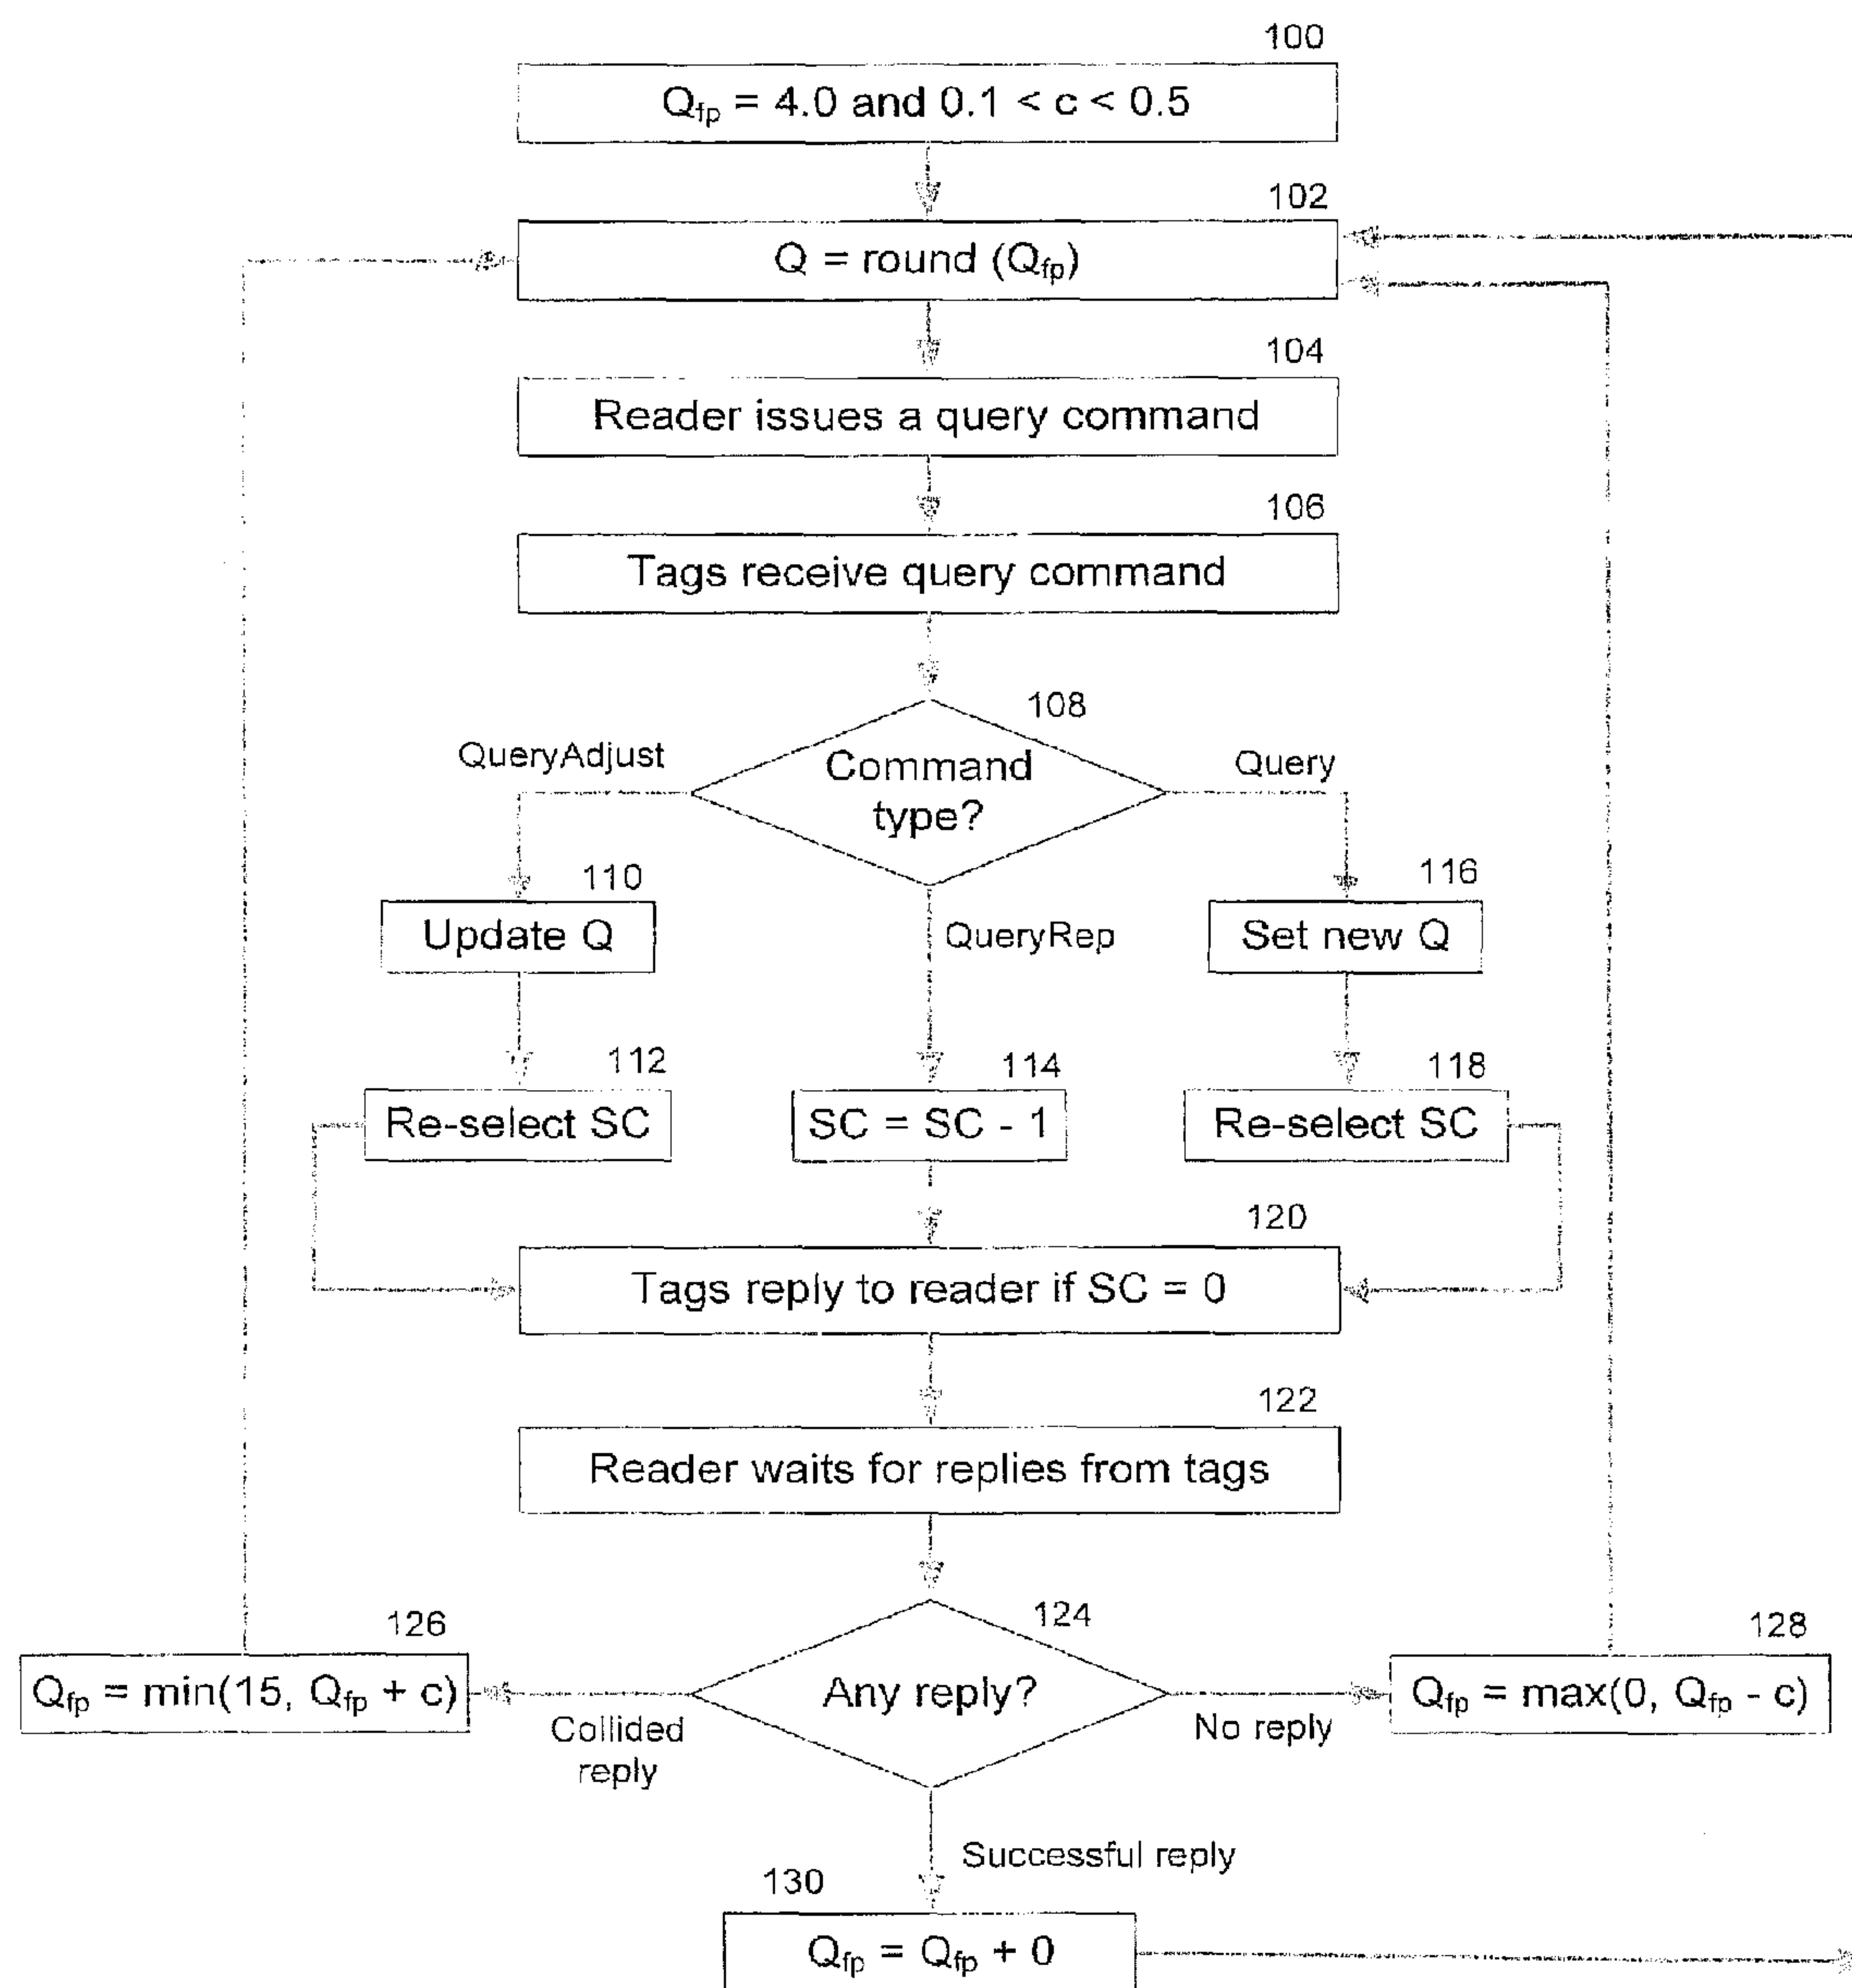 100
Qfp = 4.0 and 0.1 < c < 0.5
102
Q = round (Qfp)
104
Reader issues a query command
106
Tags receive query command
108
Command
type?
QueryAdjust
Query
QueryRep
110
Update Q
116
Set new Q
112
Re-select SC
114
SC = SC - 1
118
Re-select SC
120
Tags reply to reader if SC = 0
122
Reader waits for replies from tags
124
Any reply?
126
Qfp = min(15, Qfp + c)
Collided
reply
No reply
128
Qfp = max(0, Qfp - c)
Successful reply
130
Qfp = Qfp + 0